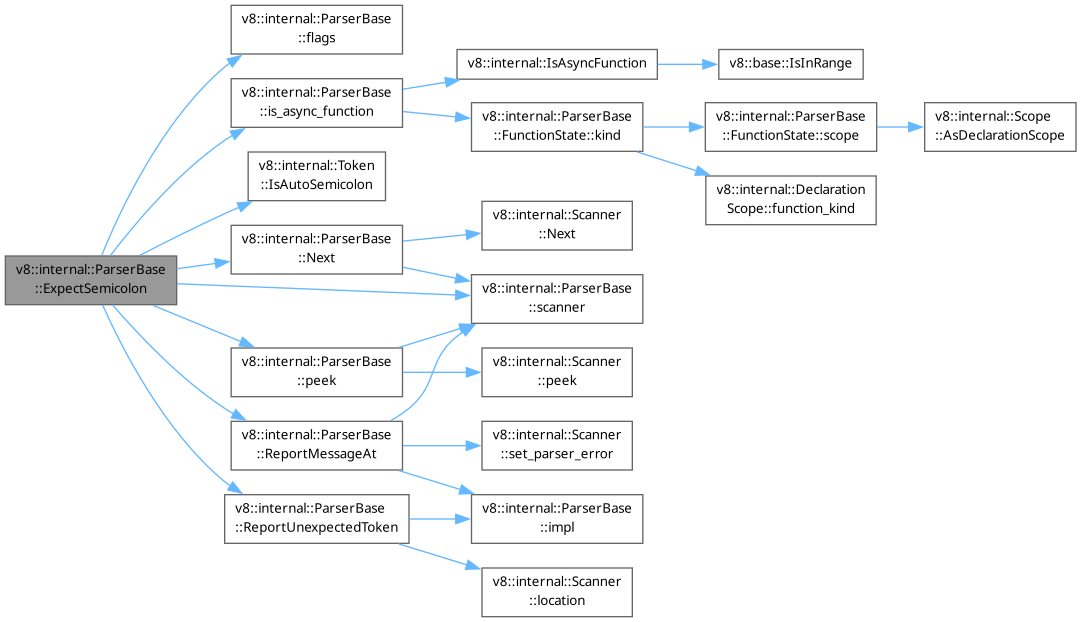 v8::internal::ParserBase
::flags
v8::internal::ParserBase
::is_async_function
v8::internal::IsAsyncFunction
v8::base::IsInRange
v8::internal::ParserBase
::FunctionState::kind
v8::internal::ParserBase
::FunctionState::scope
v8::internal::Scope
::AsDeclarationScope
v8::internal::Token
::IsAutoSemicolon
v8::internal::Declaration
Scope::function_kind
v8::internal::ParserBase
::Next
v8::internal::Scanner
::Next
v8::internal::ParserBase
::ExpectSemicolon
v8::internal::ParserBase
::scanner
v8::internal::ParserBase
::peek
v8::internal::Scanner
::peek
v8::internal::ParserBase
::ReportMessageAt
v8::internal::Scanner
::set_parser_error
v8::internal::ParserBase
::ReportUnexpectedToken
v8::internal::ParserBase
::impl
v8::internal::Scanner
::location